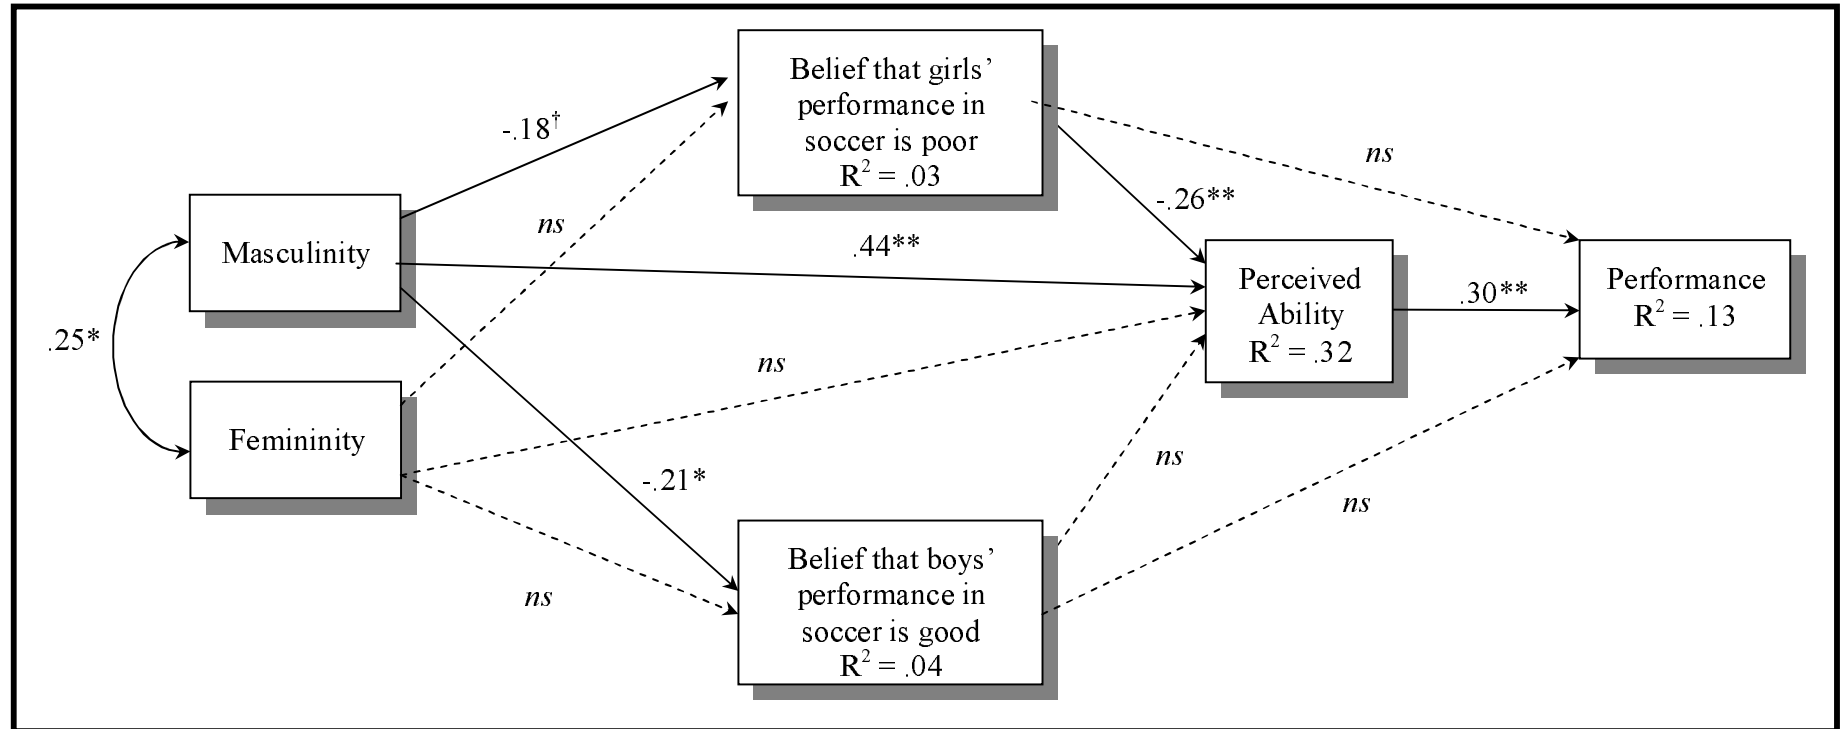 Belief that girls’
performance in
soccer is poor
R² = .03
-.18†
ns
ns
-.26**
Masculinity
.44**
Perceived
Ability
R² = .32
.30**
Performance
R² = .13
.25*
ns
Femininity
-.21*
ns
ns
ns
Belief that boys’
performance in
soccer is good
R² = .04